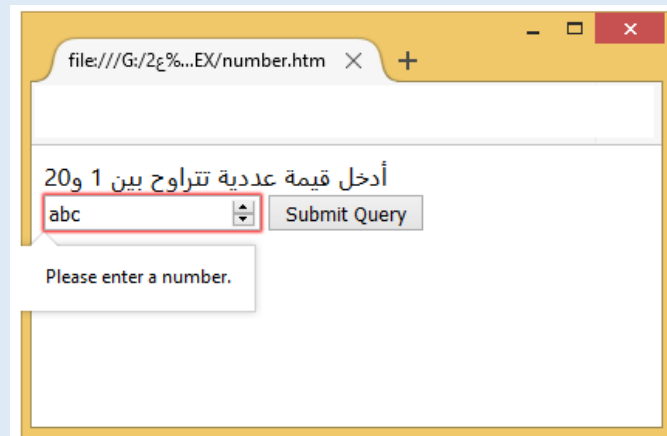 file:///G:/2ع%...EX/number.htm
أدخل قيمة عددية تتراوح بين 1 و20
abc
Submit Query
Please enter a number.